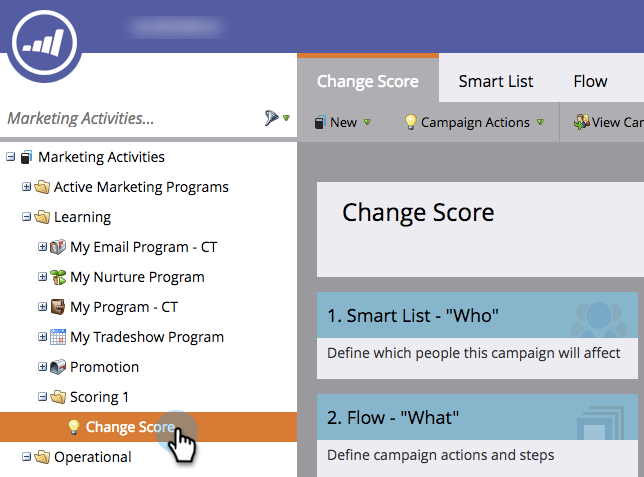 Change Score
Smart List
Flow
Marketing Activities...
New
Campaign Actions
View Car
Marketing Activities
Active Marketing Programs
Learning
My Email Program - CT
My Nurture Program
My Program - CT
My Tradeshow Program
Promotion
Scoring 1
Change Score
Operational
Change Score
1. Smart List - "Who"
Define which people this campaign will affect
2. Flow - "What"
Define campaign actions and steps